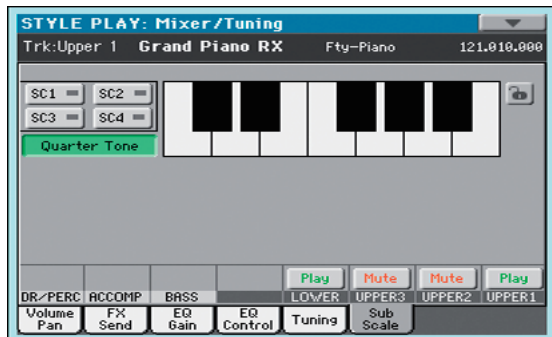 STYLE PLAY: Mixer/Tuning
Trk:Upper 1 Grand Piano RX Fty-Piano 121.010.000
SC1 SC2
SC3 SC4
Quarter Tone
Play Mute Mute Play
DR/PERC ACCOMP BASS LOWER UPPER3 UPPER2 UPPER1
Volume Pan FX Send EQ Gain EQ Control Tuning Sub Scale